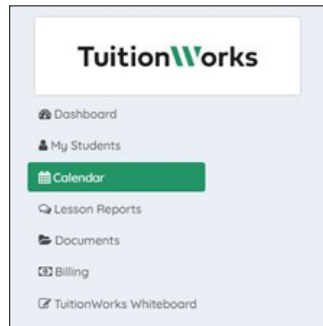 TuitionWorks
Dashboard
My Students
Calendar
Lesson Reports
Documents
Billing
TuitionWorks Whiteboard